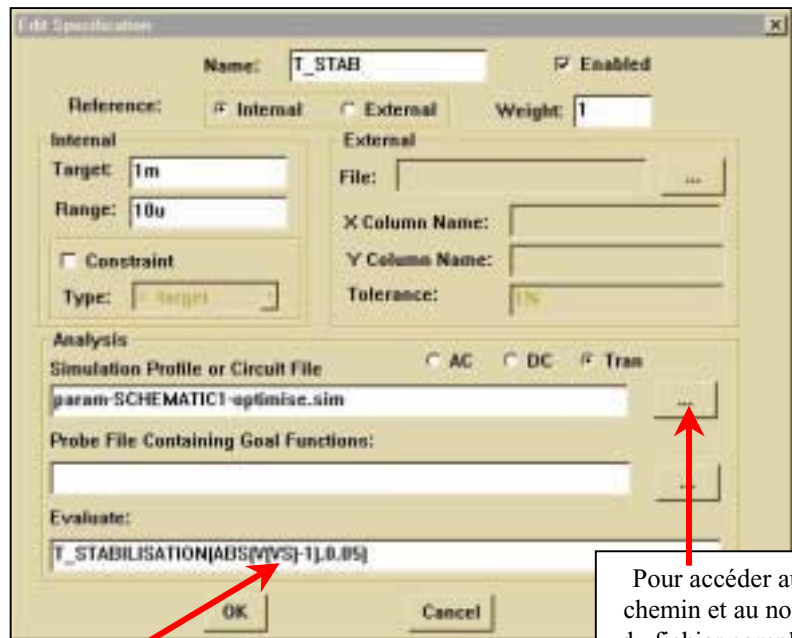 Edit Specification
Name: T_STAB Enabled
Reference: Internal External Weight: 1
Internal
Target: 1m
Range: 10u
Constraint
Type: target
External
File: ...
X Column Name:
Y Column Name:
Tolerance: 1%
Analysis
Simulation Profile or Circuit File AC DC Tran
param-SCHEMATIC1-optimise.sim ...
Probe File Containing Goal Functions:
...
Evaluate:
T_STABILISATION(ABS(V(VS)-1),0.05)
OK Cancel
Pour accéder au
chemin et au